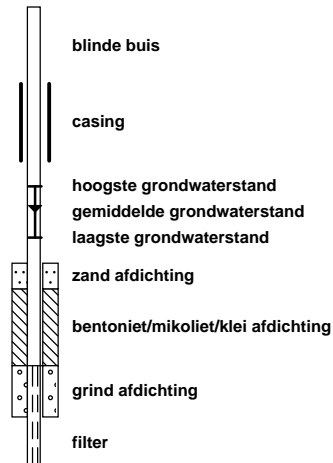 blinde buis
casing
hoogste grondwaterstand
gemiddelde grondwaterstand
laagste grondwaterstand
zand afdichting
bentoniet/mikoliet/klei afdichting
grind afdichting
filter